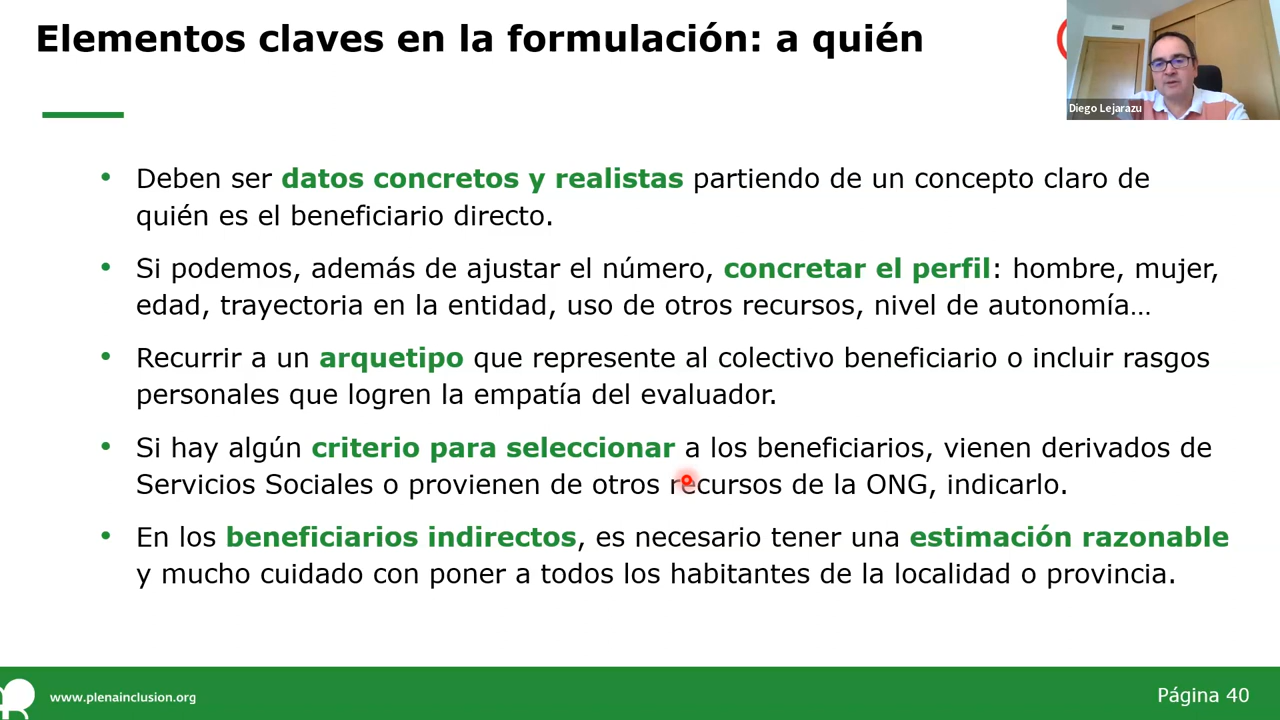 Elementos claves en la formulación: a quién
Diego Lejarazu
• Deben ser datos concretos y realistas partiendo de un concepto claro de
quién es el beneficiario directo.
• Si podemos, además de ajustar el número, concretar el perfil: hombre, mujer,
edad, trayectoria en la entidad, uso de otros recursos, nivel de autonomía…
• Recurrir a un arquetipo que represente al colectivo beneficiario o incluir rasgos
personales que logren la empatía del evaluador.
• Si hay algún criterio para seleccionar a los beneficiarios, vienen derivados de
Servicios Sociales o provienen de otros recursos de la ONG, indicarlo.
• En los beneficiarios indirectos, es necesario tener una estimación razonable
y mucho cuidado con poner a todos los habitantes de la localidad o provincia.
www.plenainclusion.org
Página 40